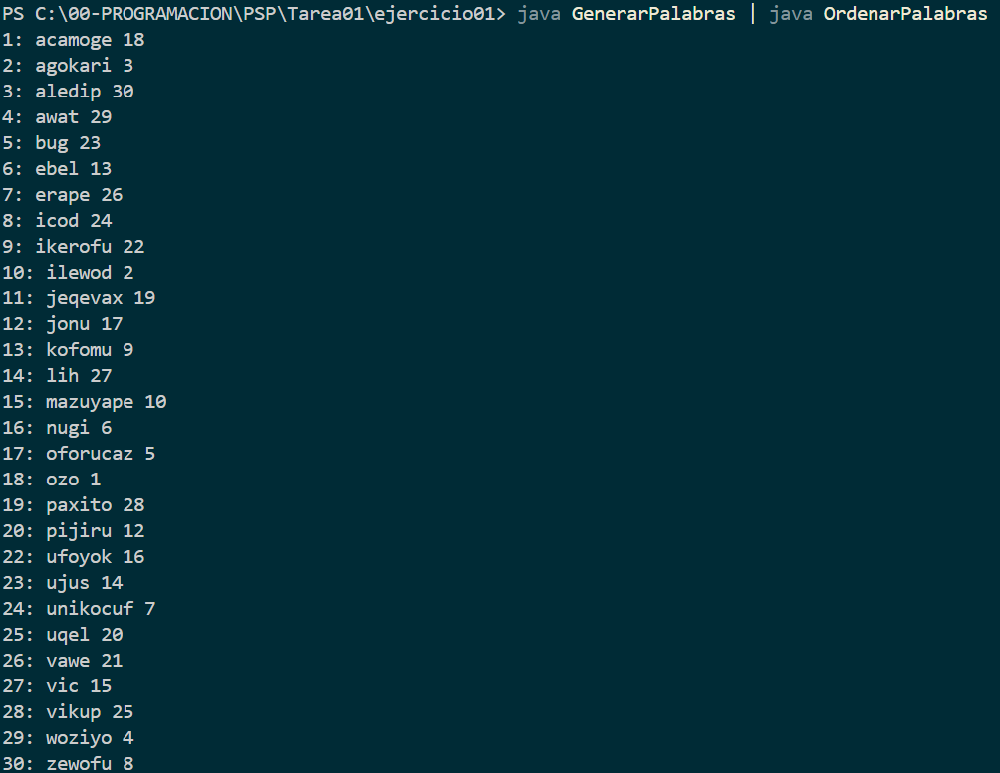 PS C:\00-PROGRAMACION\PSP\Tarea01\ejercicio01> java GenerarPalabras | java OrdenarPalabras
1: acamoge 18
2: agokari 3
3: aledip 30
4: awat 29
5: bug 23
6: ebel 13
7: erape 26
8: icod 24
9: ikerofu 22
10: ilewod 2
11: jeqevax 19
12: jonu 17
13: kofomu 9
14: lih 27
15: mazuyape 10
16: nugi 6
17: oforucaz 5
18: ozo 1
19: paxito 28
20: pijiru 12
22: ufoyok 16
23: ujus 14
24: unikocuf 7
25: uqel 20
26: vawe 21
27: vic 15
28: vikup 25
29: woziyo 4
30: zewofu 8